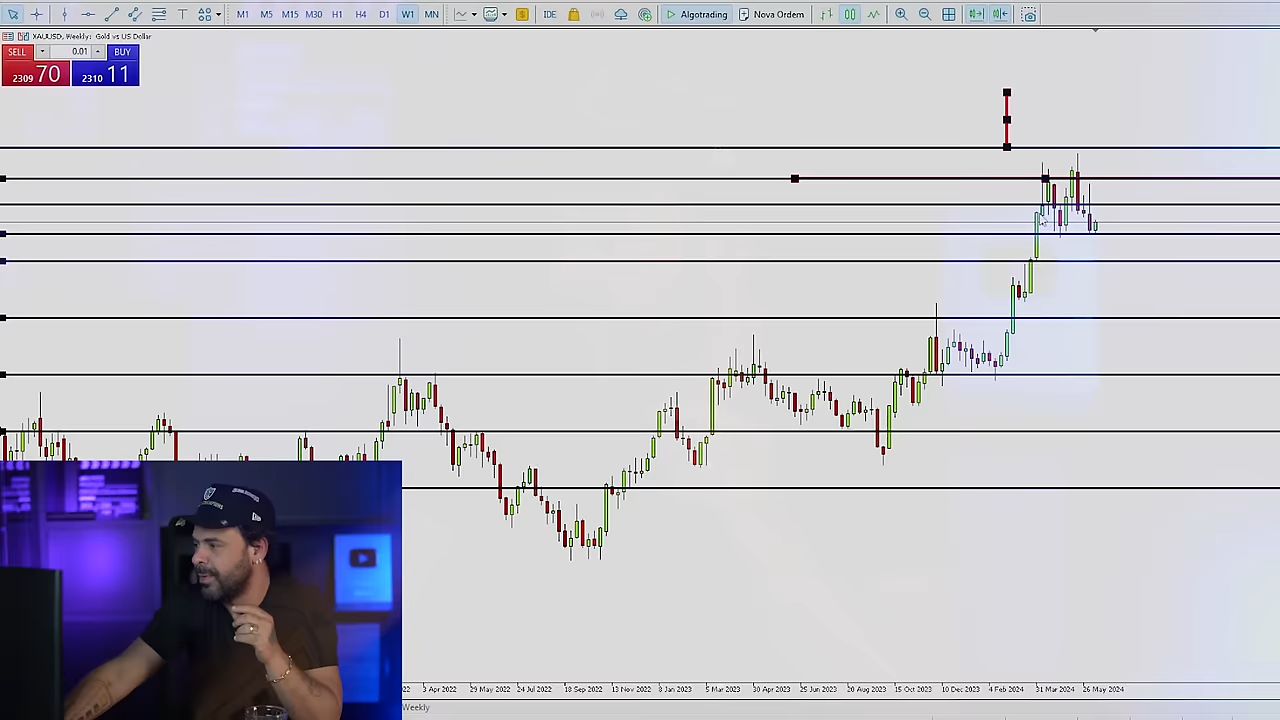 M1 M5 M15 M30 H1 H4 D1 W1 MN IDE Algotrading Nova Ordem
XAUUSD, Weekly: Gold vs US Dollar
SELL 0.01 BUY
2309 70 2310 11
3 Apr 2022 29 May 2022 24 Jul 2022 18 Sep 2022 13 Nov 2022 8 Jan 2023 5 Mar 2023 30 Apr 2023 25 Jun 2023 20 Aug 2023 15 Oct 2023 10 Dec 2023 4 Feb 2024 31 Mar 2024 26 May 2024
Weekly